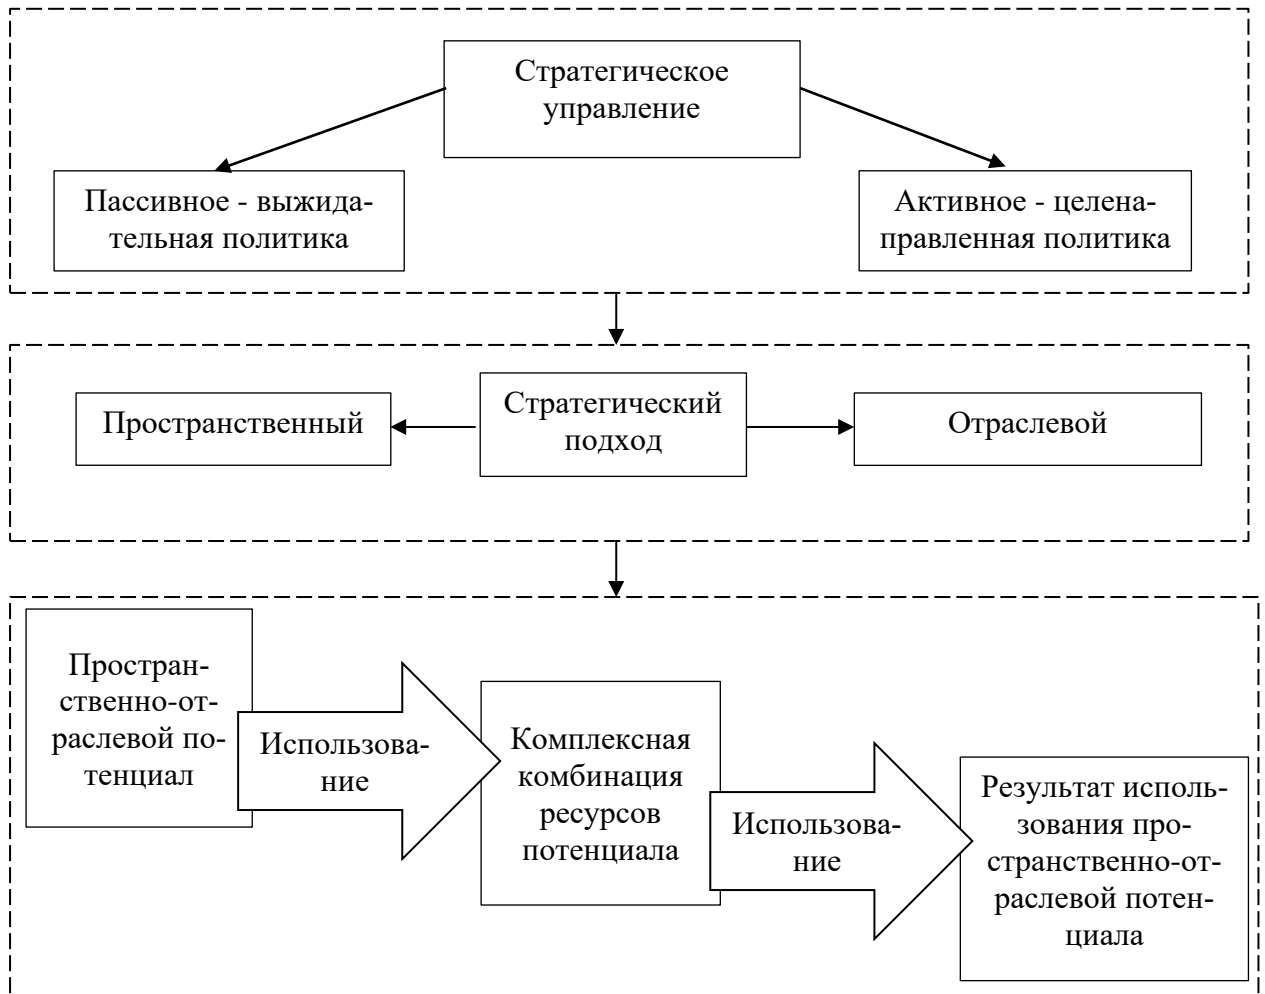 Стратегическое
управление
Пассивное - выжида-
тельная политика
Активное - целена-
правленная политика
Пространственный
Стратегический
подход
Отраслевой
Простран-
ственно-от-
раслевой по-
тенциал
Использова-
ние
Комплексная
комбинация
ресурсов
потенциала
Использова-
ние
Результат исполь-
зования про-
странственно-от-
раслевой потен-
циала